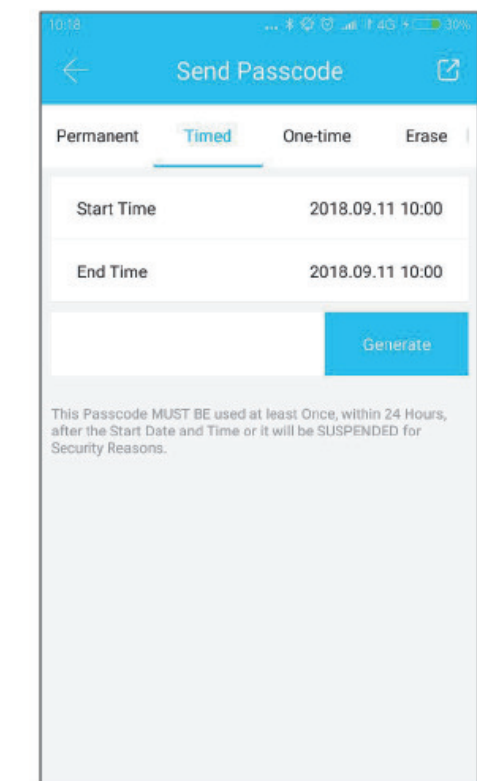 10:18 ... 4G 30%
Send Passcode
Permanent Timed One-time Erase
Start Time 2018.09.11 10:00
End Time 2018.09.11 10:00
Generate
This Passcode MUST BE used at least Once, within 24 Hours,
after the Start Date and Time or it will be SUSPENDED for
Security Reasons.